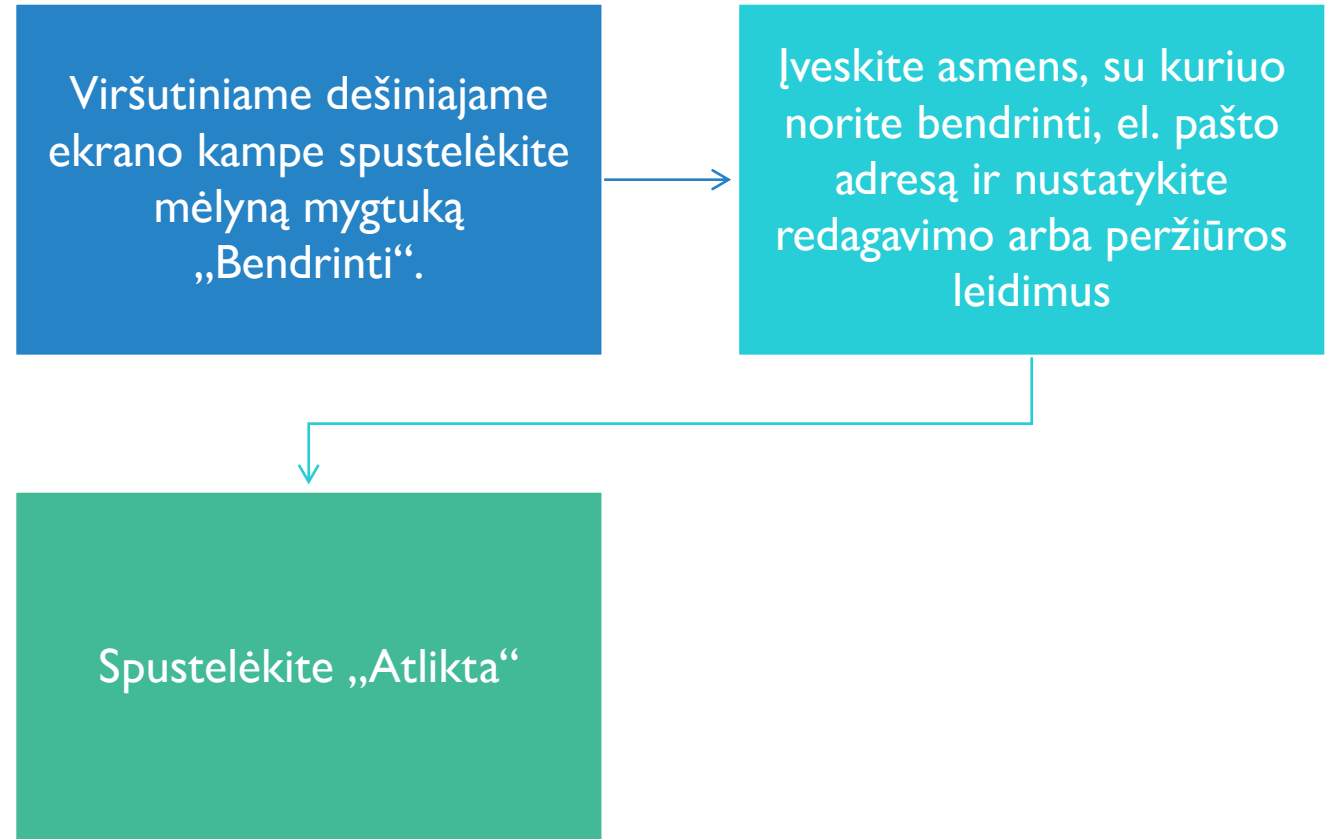 Viršutiniame dešiniajame
ekrano kampe spustelėkite
mėlyną mygtuką
„Bendrinti“.
Įveskite asmens, su kuriuo
norite bendrinti, el. pašto
adresą ir nustatykite
redagavimo arba peržiūros
leidimus
Spustelėkite „Atlikta“